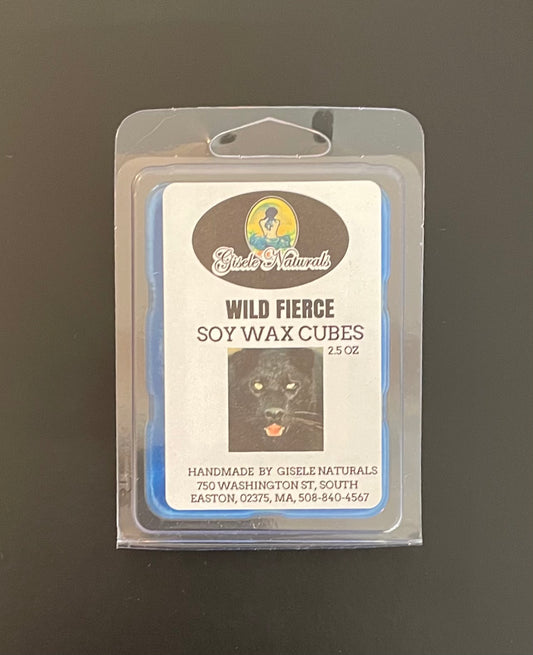 Gisele Naturals
WILD FIERCE
SOY WAX CUBES
2.5 OZ
HANDMADE BY GISELE NATURALS
750 WASHINGTON ST, SOUTH
EASTON, 02375, MA, 508-840-4567